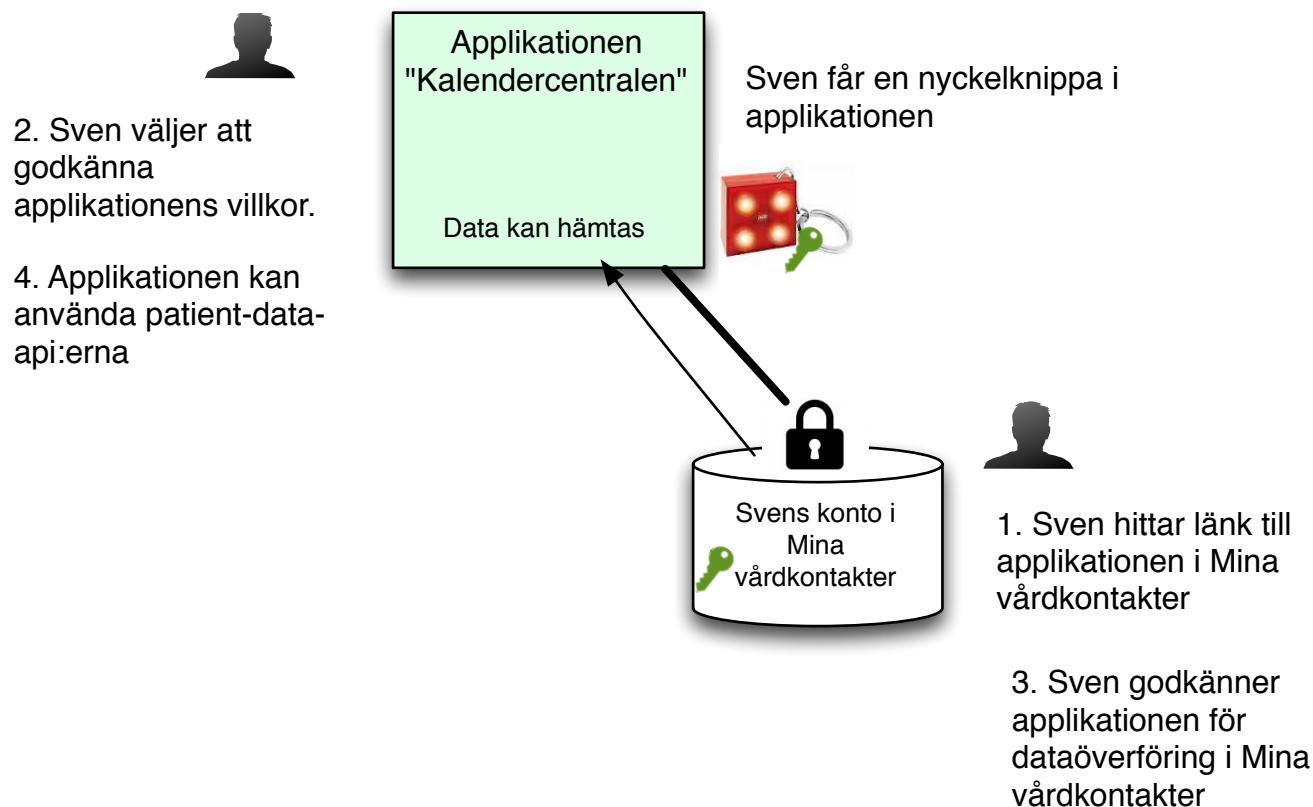 Applikationen
"Kalendercentralen"
Data kan hämtas
Sven får en nyckelknippa i
applikationen
2. Sven väljer att
godkänna
applikationens villkor.
4. Applikationen kan
använda patient-data-
api:erna
Svens konto i
Mina
vårdkontakter
1. Sven hittar länk till
applikationen i Mina
vårdkontakter
3. Sven godkänner
applikationen för
dataöverföring i Mina
vårdkontakter